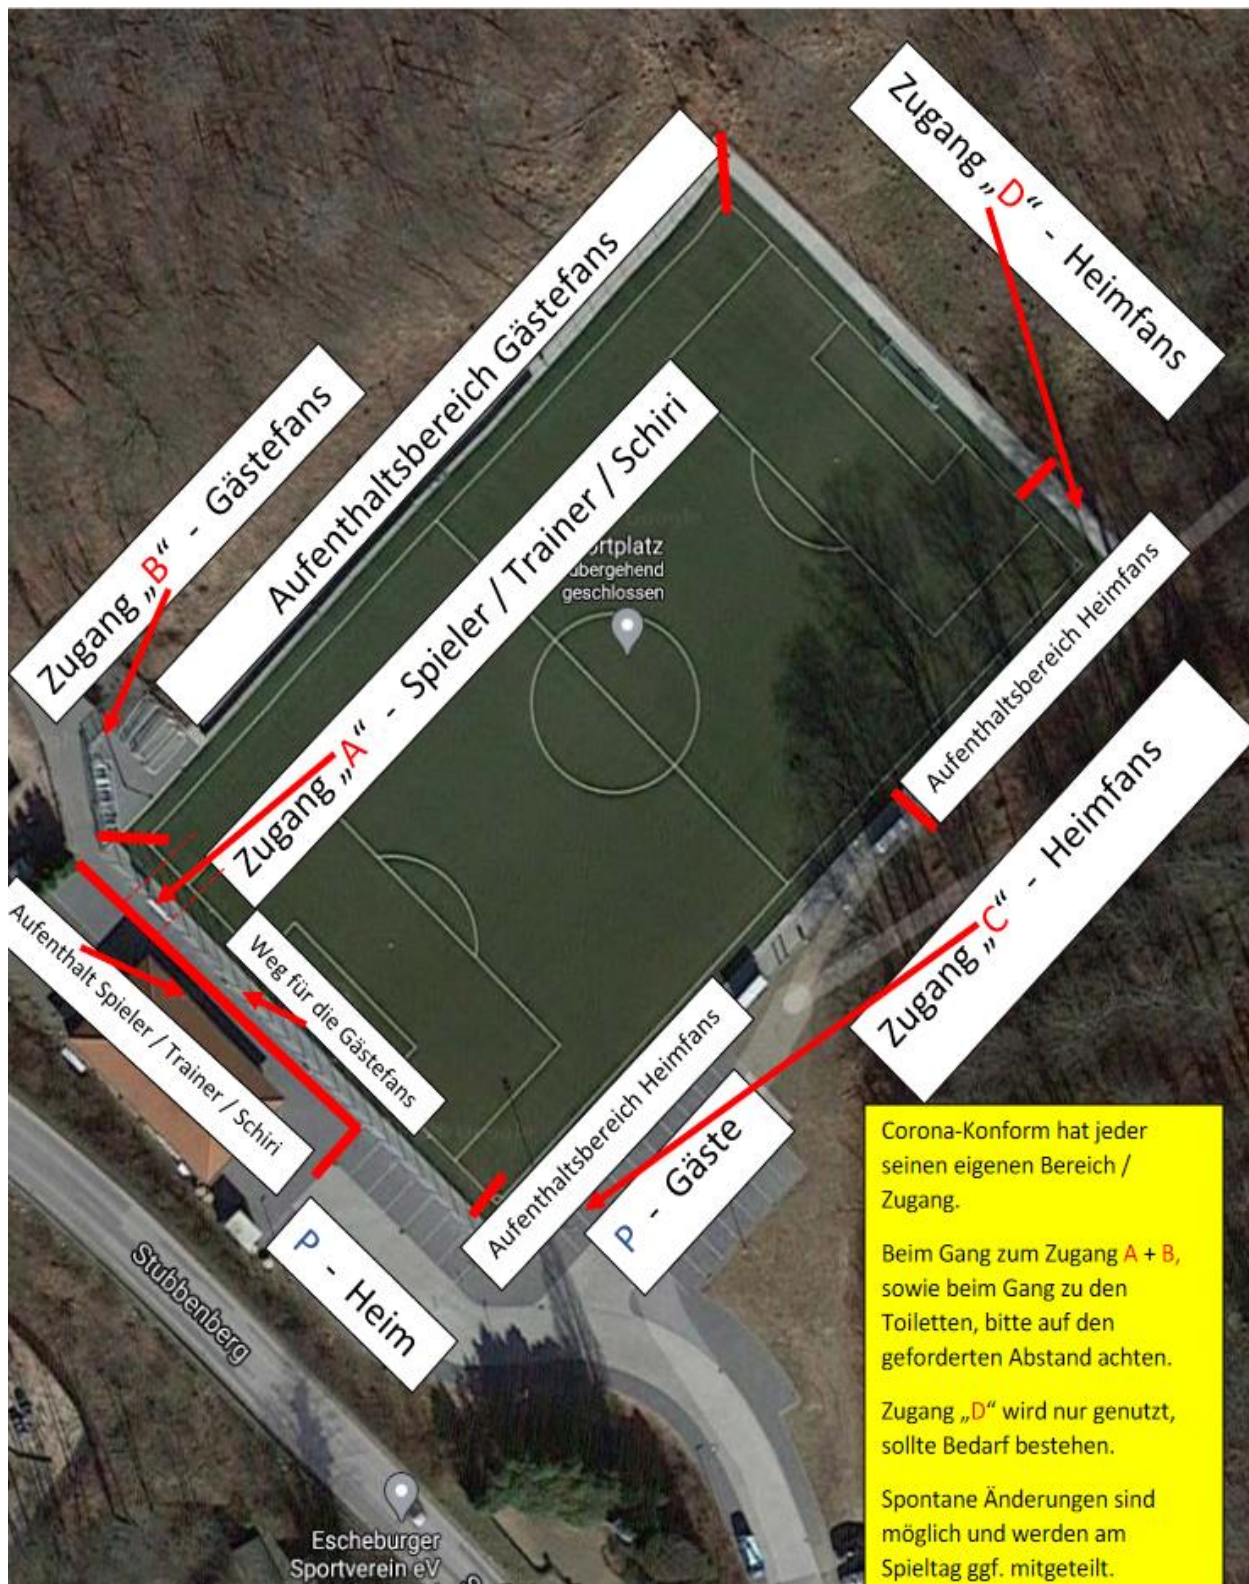 Zugang „D“ - Heimfans
Aufenthaltsbereich Gästefans
Zugang „B“ - Gästefans
Zugang „A“ - Spieler / Trainer / Schiri
ortplatz
übergehend
geschlossen
Aufenthaltsbereich Heimfans
Zugang „C“ - Heimfans
Aufenthalt Spieler / Trainer / Schiri
Weg für die Gästefans
Aufenthaltsbereich Heimfans
P - Gäste
P - Heim
Stubbenberg
Escheburger
Sportverein eV
Corona-Konform hat jeder
seinen eigenen Bereich /
Zugang.
Beim Gang zum Zugang A + B,
sowie beim Gang zu den
Toiletten, bitte auf den
geforderten Abstand achten.
Zugang „D“ wird nur genutzt,
sollte Bedarf bestehen.
Spontane Änderungen sind
möglich und werden am
Spieltag ggf. mitgeteilt.